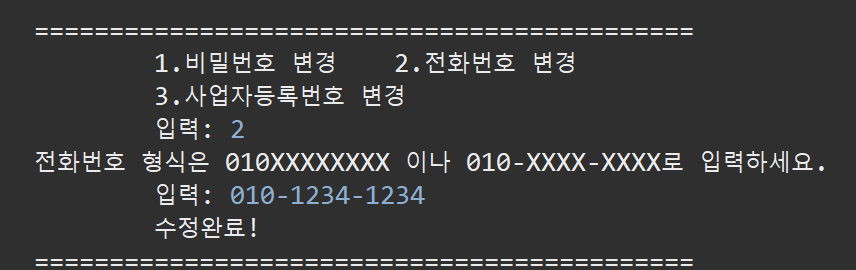 ============================================
1.비밀번호 변경    2.전화번호 변경
3.사업자등록번호 변경
입력: 2
전화번호 형식은 010XXXXXXXX 이나 010-XXXX-XXXX로 입력하세요.
입력: 010-1234-1234
수정완료!
============================================